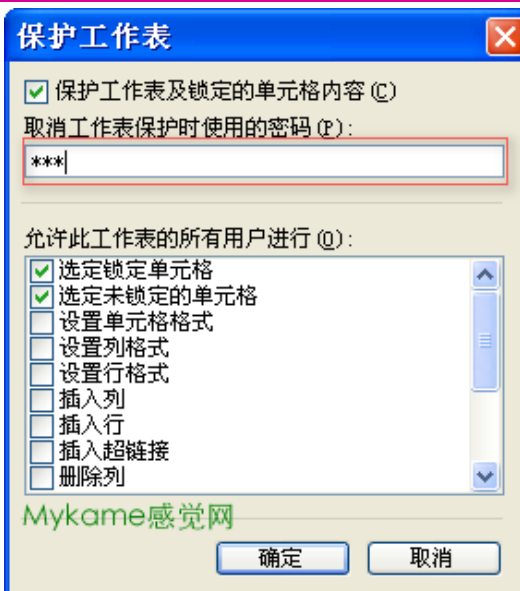 保护工作表
保护工作表及锁定的单元格内容(C)
取消工作表保护时使用的密码(P):
***
允许此工作表的所有用户进行(O):
选定锁定单元格
选定未锁定的单元格
设置单元格格式
设置列格式
设置行格式
插入列
插入行
插入超链接
删除列
Mykame感觉网
确定
取消